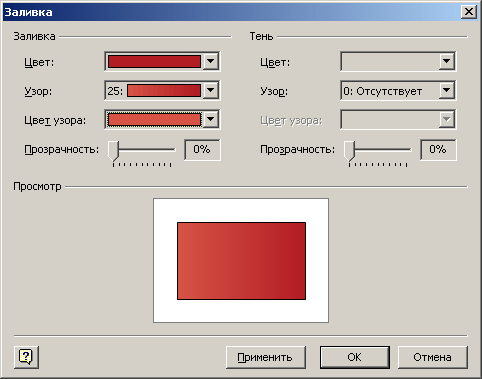 Заливка
Заливка Тень
Цвет: Цвет:
Узор: 25: Узор: 0: Отсутствует
Цвет узора: Цвет узора:
Прозрачность: 0% Прозрачность: 0%
Просмотр
? Применить OK Отмена